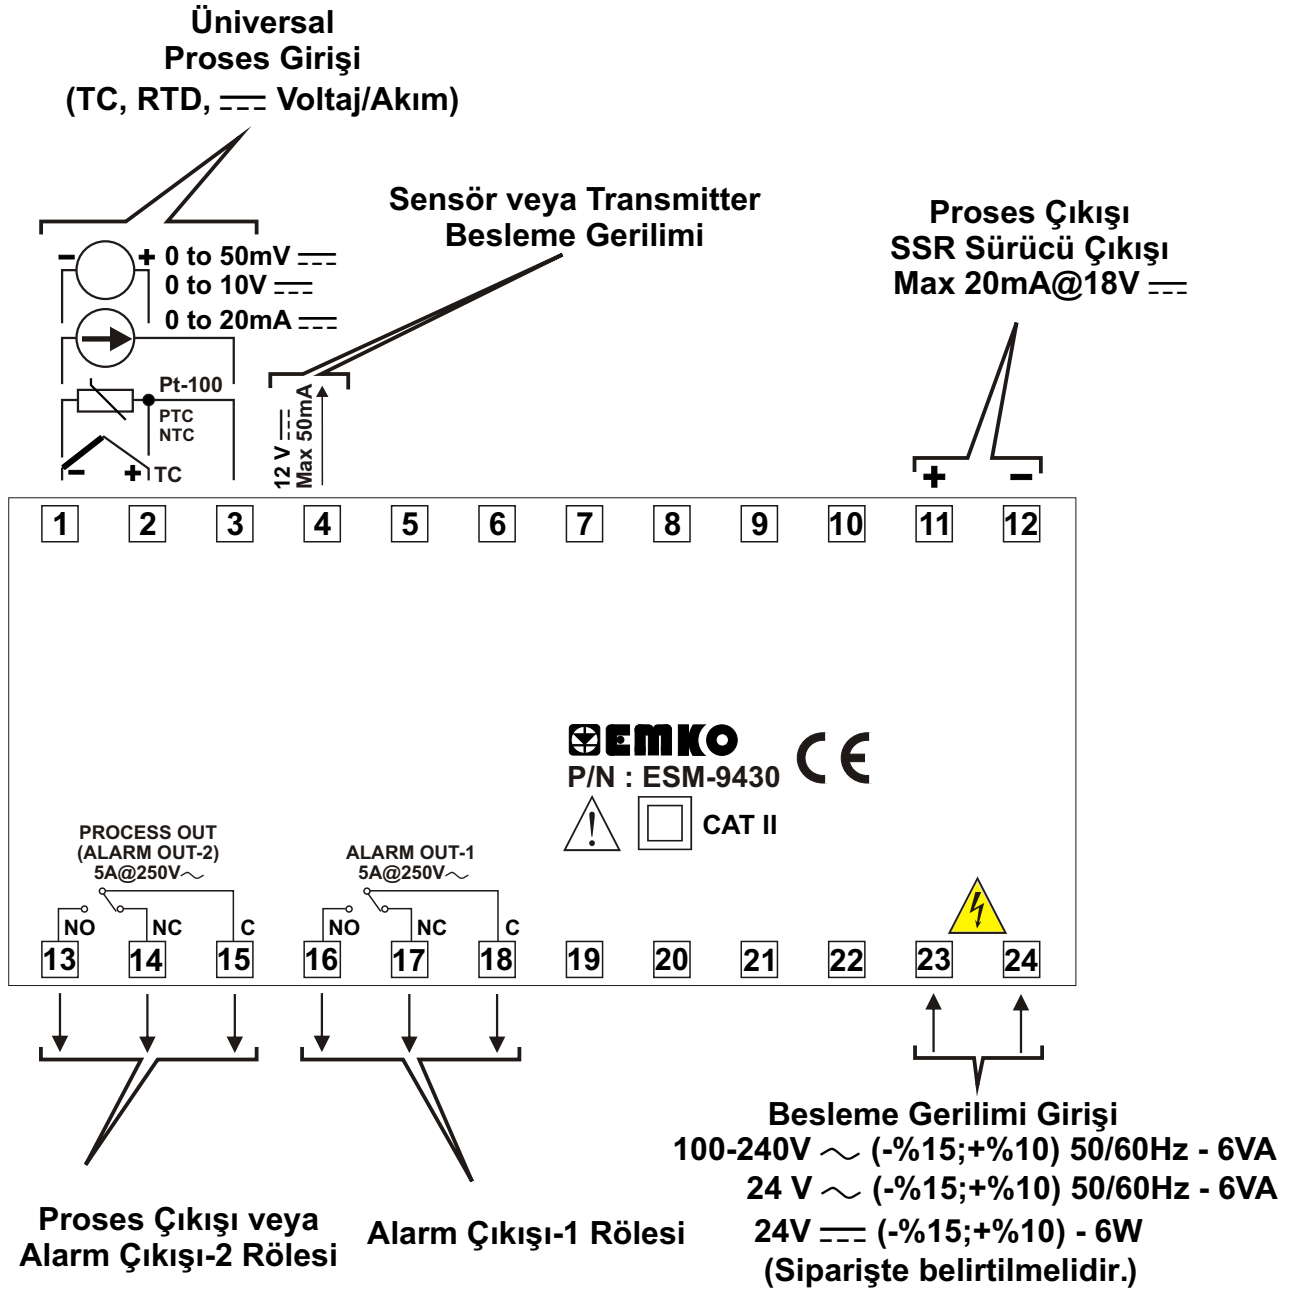 Üniversal
Proses Girişi
(TC, RTD, Voltaj/Akım)
Sensör veya Transmitter
Besleme Gerilimi
Proses Çıkışı
SSR Sürücü Çıkışı
Max 20mA@18V
- + 0 to 50mV
0 to 10V
0 to 20mA
Pt-100
PTC
NTC
- + TC
12 V
Max 50mA
+ -
1 2 3 4 5 6 7 8 9 10 11 12
EMKO CE
P/N : ESM-9430
! CAT II
PROCESS OUT
(ALARM OUT-2)
5A@250V~
ALARM OUT-1
5A@250V~
NO NC C NO NC C
13 14 15 16 17 18 19 20 21 22 23 24
Besleme Gerilimi Girişi
100-240V ~ (-%15;+%10) 50/60Hz - 6VA
24 V ~ (-%15;+%10) 50/60Hz - 6VA
24V (-%15;+%10) - 6W
(Siparişte belirtilmelidir.)
Proses Çıkışı veya
Alarm Çıkışı-2 Rölesi
Alarm Çıkışı-1 Rölesi